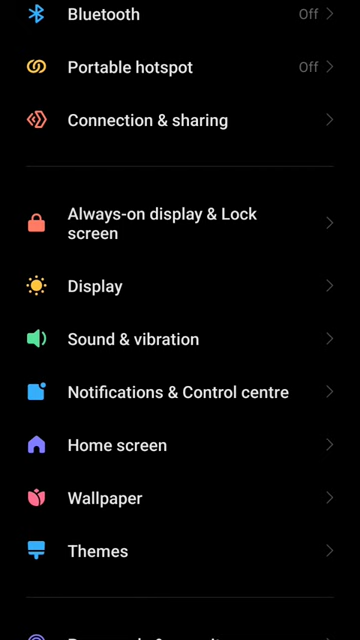 Bluetooth Off
Portable hotspot Off
Connection & sharing
Always-on display & Lock
screen
Display
Sound & vibration
Notifications & Control centre
Home screen
Wallpaper
Themes